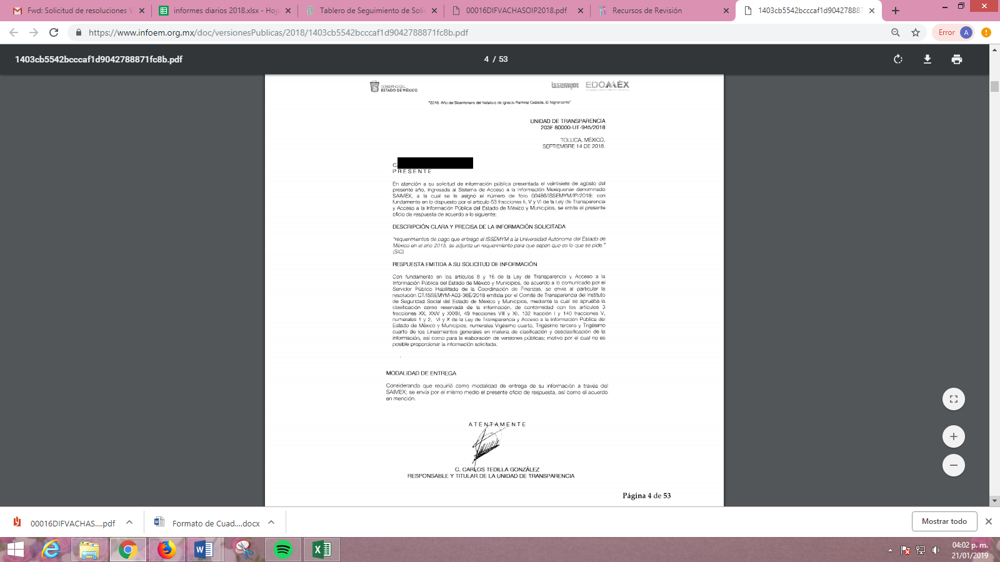 Fwd: Solicitud de resoluciones V
informes diarios 2018.xlsx - Hoja
Tablero de Seguimiento de Solic
00016DIFVACHASOIP2018.pdf
Recursos de Revisión
1403cb5542bcccaf1d9042788871
https://www.infoem.org.mx/doc/versionesPublicas/2018/1403cb5542bcccaf1d9042788871fc8b.pdf
Error A
1403cb5542bcccaf1d9042788871fc8b.pdf
4 / 53
GOBIERNO DEL
ESTADO DE MÉXICO
issemym EDOMÉX
"2018. Año del Bicentenario del Natalicio de Ignacio Ramírez Calzada, El Nigromante"
UNIDAD DE TRANSPARENCIA
203F 80000-UT-945/2018
TOLUCA, MÉXICO,
SEPTIEMBRE 14 DE 2018.
C.
P R E S E N T E
En atención a su solicitud de información pública presentada el veintisiete de agosto del
presente año, ingresada al Sistema de Acceso a la Información Mexiquense denominado
SAIMEX, a la cual se le asignó el número de folio 00486/ISSEMYM/IP/2018; con
fundamento en lo dispuesto por el artículo 53 fracciones II, V y VI de la Ley de Transparencia
y Acceso a la Información Pública del Estado de México y Municipios, se emite el presente
oficio de respuesta de acuerdo a lo siguiente:
DESCRIPCIÓN CLARA Y PRECISA DE LA INFORMACIÓN SOLICITADA
"requerimientos de pago que entregó el ISSEMYM a la Universidad Autónoma del Estado de
México en el año 2015, se adjunta un requerimiento para que sepan que es lo que se pide."
(SIC)
RESPUESTA EMITIDA A SU SOLICITUD DE INFORMACIÓN
Con fundamento en los artículos 8 y 16 de la Ley de Transparencia y Acceso a la
Información Pública del Estado de México y Municipios, de acuerdo a lo comunicado por el
Servidor Público Habilitado de la Coordinación de Finanzas, se envía al particular la
resolución CT/ISSEMYM-A03-36E/2018 emitida por el Comité de Transparencia del Instituto
de Seguridad Social del Estado de México y Municipios, mediante la cual se aprueba la
clasificación como reservada de la información, de conformidad con los artículos 3
fracciones XX, XXIV y XXXIII, 49 fracciones VIII y XII, 132 fracción I y 140 fracciones V,
numerales 1 y 2, VI y X de la Ley de Transparencia y Acceso a la Información Pública del
Estado de México y Municipios; numerales Vigésimo cuarto, Trigésimo tercero y Trigésimo
cuarto de los Lineamientos generales en materia de clasificación y desclasificación de la
información, así como para la elaboración de versiones públicas; motivo por el cual no es
posible proporcionar la información solicitada.
MODALIDAD DE ENTREGA
Considerando que requirió como modalidad de entrega de su información a través del
SAIMEX; se envía por el mismo medio el presente oficio de respuesta, así como el acuerdo
en mención.
A T E N T A M E N T E
C. CARLOS TEDILLA GONZÁLEZ
RESPONSABLE Y TITULAR DE LA UNIDAD DE TRANSPARENCIA
Página 4 de 53
00016DIFVACHAS....pdf
Formato de Cuad....docx
Mostrar todo
04:02 p. m.
21/01/2019